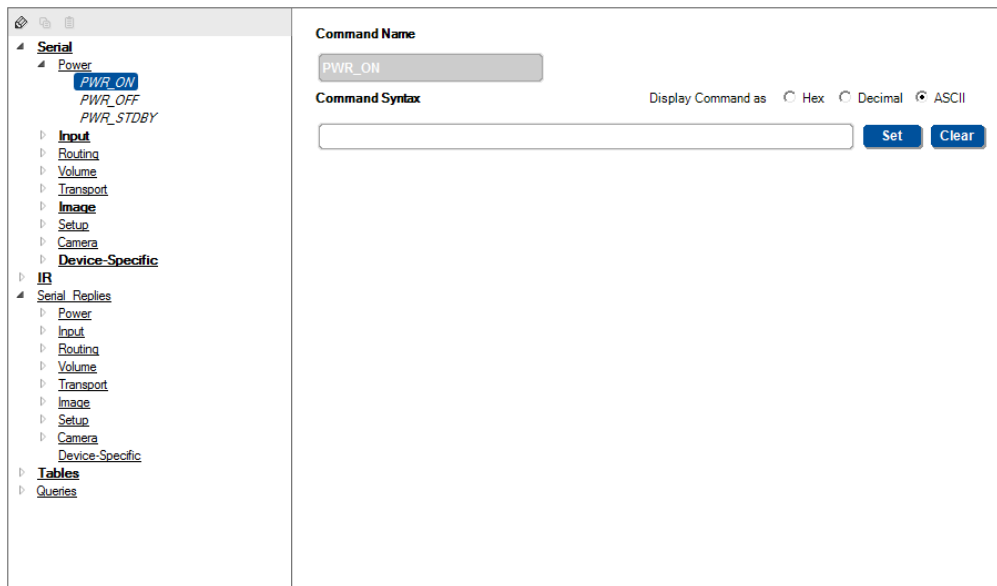 Serial
Power
PWR_ON
PWR_OFF
PWR_STDBY
Input
Routing
Volume
Transport
Image
Setup
Camera
Device-Specific
IR
Serial_Replies
Power
Input
Routing
Volume
Transport
Image
Setup
Camera
Device-Specific
Tables
Queries
Command Name
PWR_ON
Command Syntax
Display Command as Hex Decimal ASCII
Set Clear